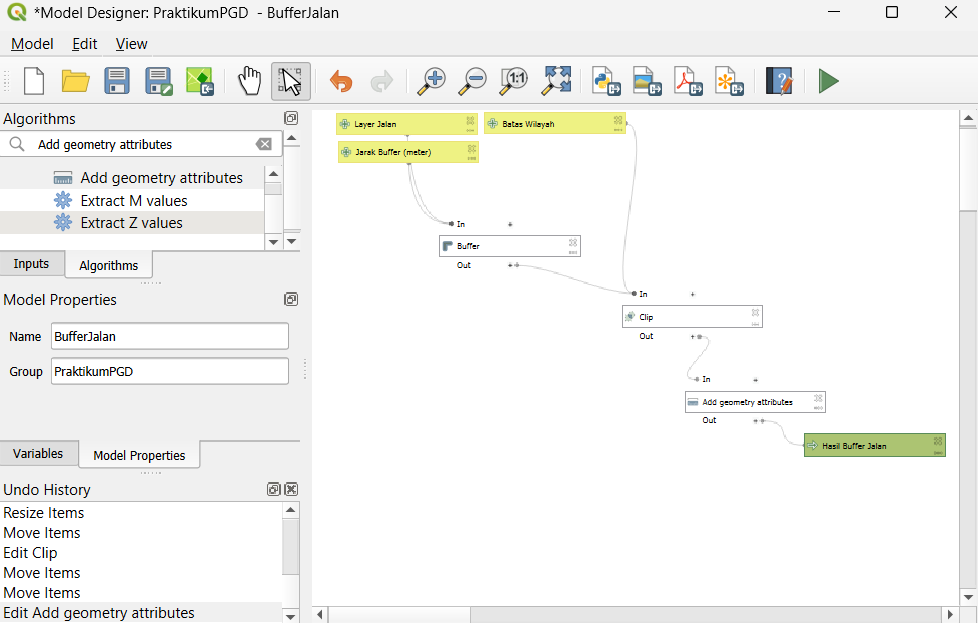 *Model Designer: PraktikumPGD - BufferJalan
Model Edit View
1:1
Algorithms
Add geometry attributes
Add geometry attributes
Extract M values
Extract Z values
Inputs Algorithms
Model Properties
Name BufferJalan
Group PraktikumPGD
Variables Model Properties
Undo History
Resize Items
Move Items
Edit Clip
Move Items
Move Items
Edit Add geometry attributes
Layer Jalan
Batas Wilayah
Jarak Buffer (meter)
In
Buffer
Out
In
Clip
Out
In
Add geometry attributes
Out
Hasil Buffer Jalan